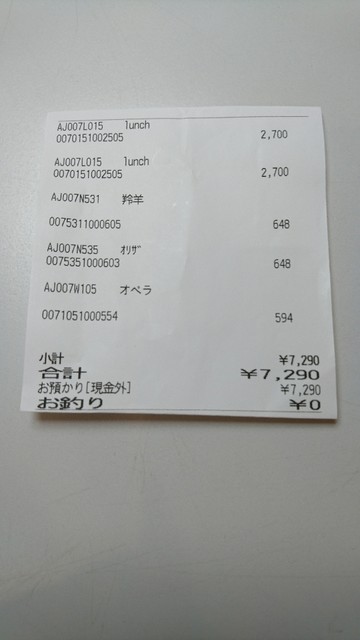 AJ007L015 lunch
0070151002505 2,700
AJ007L015 lunch
0070151002505 2,700
AJ007N531 羚羊
0075311000605 648
AJ007N535 ｵﾘｻﾞ
0075351000603 648
AJ007W105 オペラ
0071051000554 594
小計 ¥7,290
合計 ¥7,290
お預かり[現金外] ¥7,290
お釣り ¥0